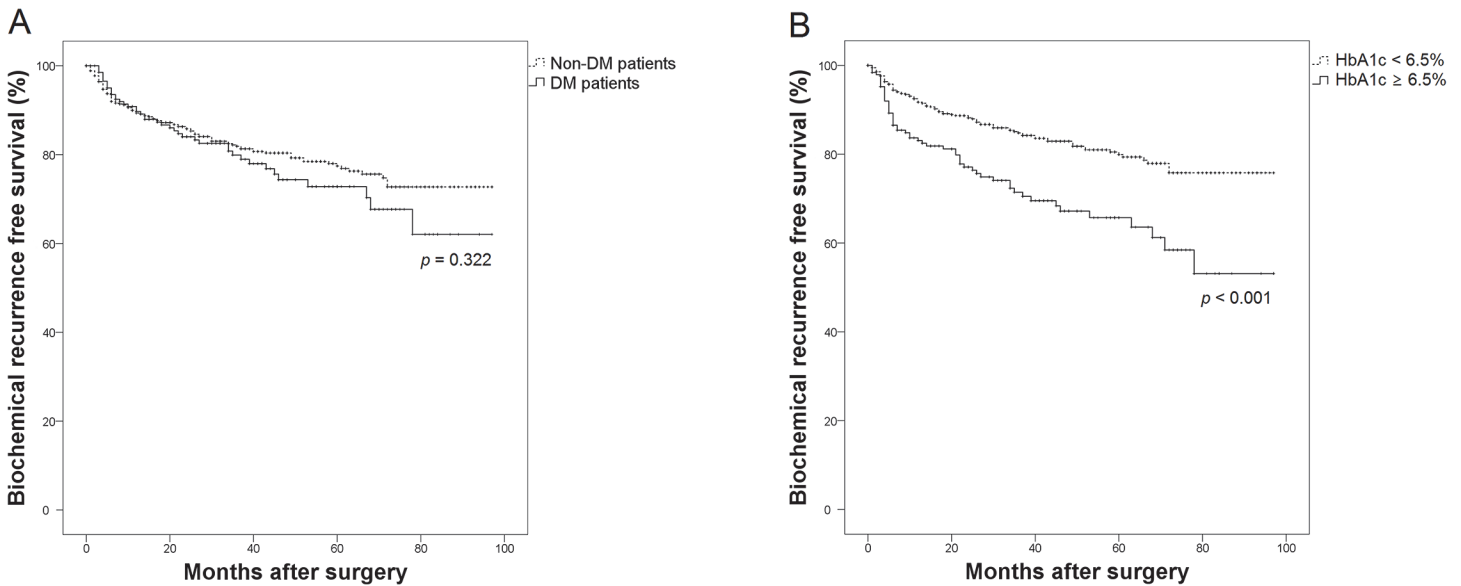 A
Biochemical recurrence free survival (%)
100
80
60
40
20
0
0 20 40 60 80 100
Months after surgery
Non-DM patients
DM patients
p = 0.322
B
Biochemical recurrence free survival (%)
100
80
60
40
20
0
0 20 40 60 80 100
Months after surgery
HbA1c < 6.5%
HbA1c ≥ 6.5%
p < 0.001